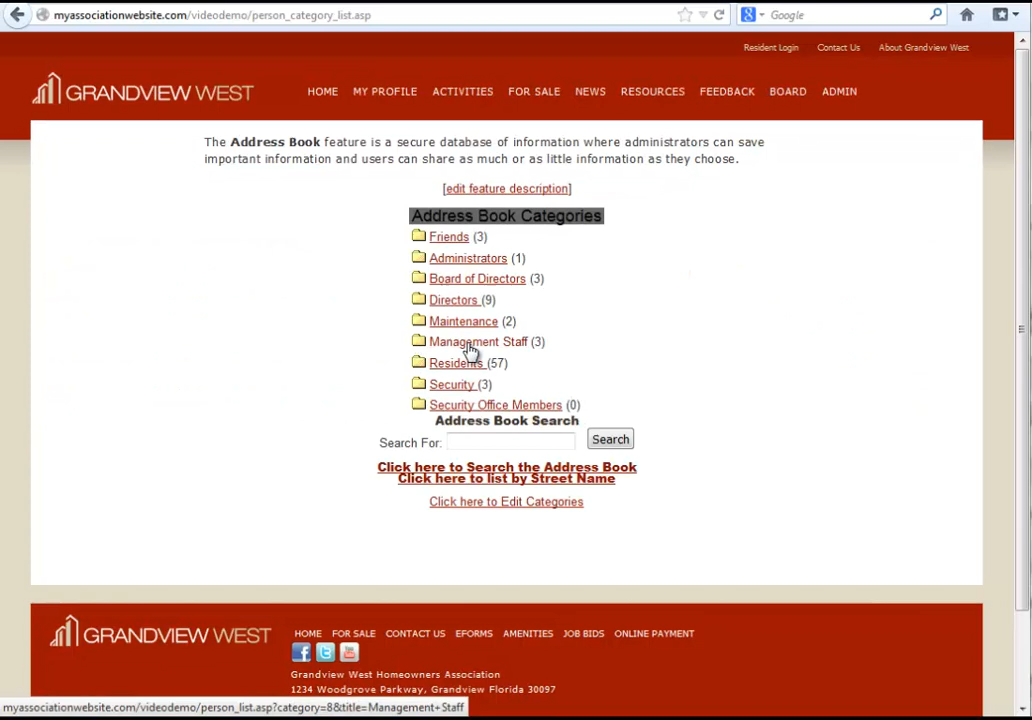 myassociationwebsite.com/videodemo/person_category_list.asp
Google
Resident Login Contact Us About Grandview West
GRANDVIEW WEST
HOME MY PROFILE ACTIVITIES FOR SALE NEWS RESOURCES FEEDBACK BOARD ADMIN
The Address Book feature is a secure database of information where administrators can save
important information and users can share as much or as little information as they choose.
[edit feature description]
Address Book Categories
Friends (3)
Administrators (1)
Board of Directors (3)
Directors (9)
Maintenance (2)
Management Staff (3)
Residents (57)
Security (3)
Security Office Members (0)
Address Book Search
Search For: Search
Click here to Search the Address Book
Click here to list by Street Name
Click here to Edit Categories
GRANDVIEW WEST
HOME FOR SALE CONTACT US EFORMS AMENITIES JOB BIDS ONLINE PAYMENT
Grandview West Homeowners Association
1234 Woodgrove Parkway, Grandview Florida 30097
myassociationwebsite.com/videodemo/person_list.asp?category=8&title=Management+Staff